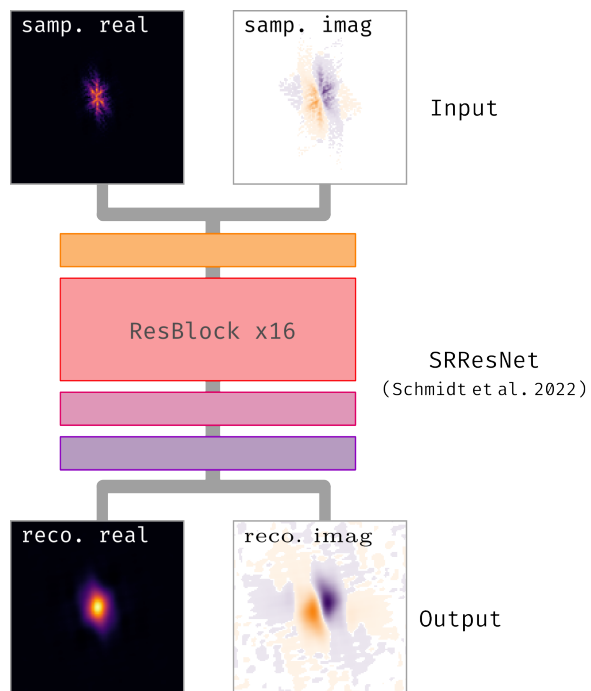 samp. real
samp. imag
Input
ResBlock x16
SRResNet
(Schmidt et al. 2022)
reco. real
reco. imag
Output